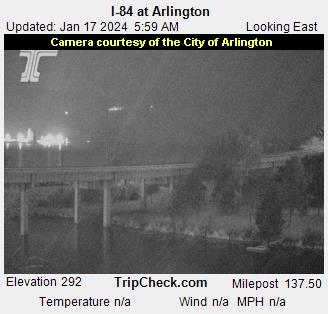 I-84 at Arlington
Updated: Jan 17 2024 5:59 AM Looking East
Camera courtesy of the City of Arlington
Elevation 292 TripCheck.com Milepost 137.50
Temperature n/a Wind n/a MPH n/a